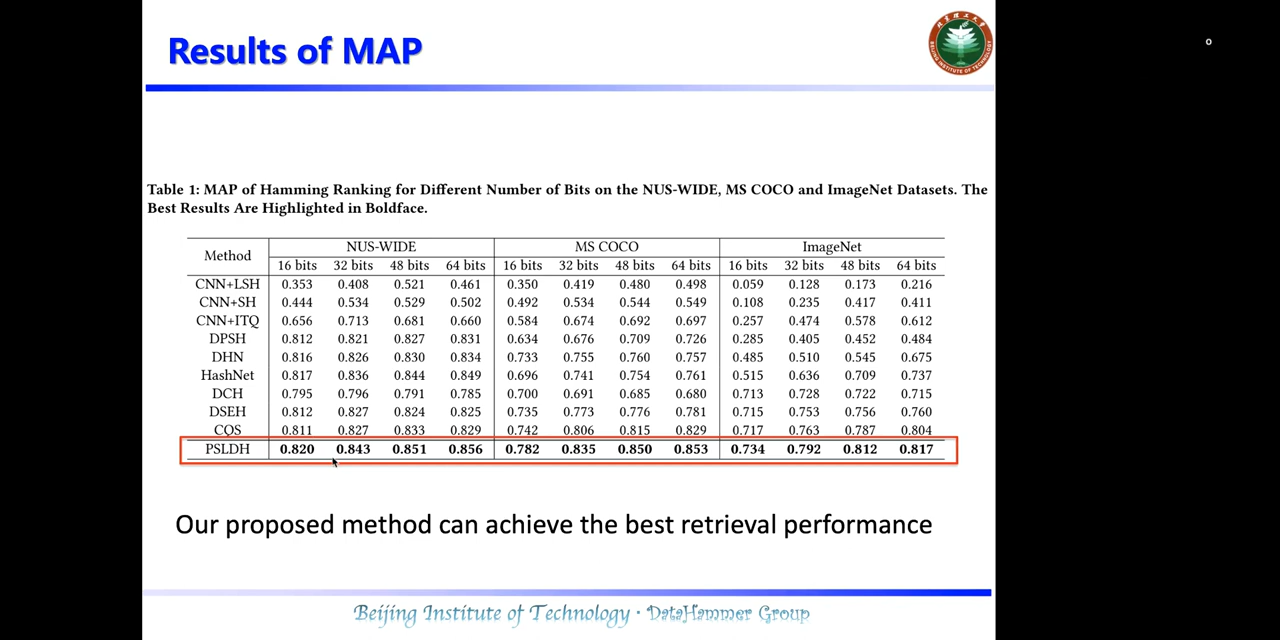 Results of MAP
Table 1: MAP of Hamming Ranking for Different Number of Bits on the NUS-WIDE, MS COCO and ImageNet Datasets. The
Best Results Are Highlighted in Boldface.
Method NUS-WIDE MS COCO ImageNet
16 bits 32 bits 48 bits 64 bits 16 bits 32 bits 48 bits 64 bits 16 bits 32 bits 48 bits 64 bits
CNN+LSH 0.353 0.408 0.521 0.461 0.350 0.419 0.480 0.498 0.059 0.128 0.173 0.216
CNN+SH 0.444 0.534 0.529 0.502 0.492 0.534 0.544 0.549 0.108 0.235 0.417 0.411
CNN+ITQ 0.656 0.713 0.681 0.660 0.584 0.674 0.692 0.697 0.257 0.474 0.578 0.612
DPSH 0.812 0.821 0.827 0.831 0.634 0.676 0.709 0.726 0.285 0.405 0.452 0.484
DHN 0.816 0.826 0.830 0.834 0.733 0.755 0.760 0.757 0.485 0.510 0.545 0.675
HashNet 0.817 0.836 0.844 0.849 0.696 0.741 0.754 0.761 0.515 0.636 0.709 0.737
DCH 0.795 0.796 0.791 0.785 0.700 0.691 0.685 0.680 0.713 0.728 0.722 0.715
DSEH 0.812 0.827 0.824 0.825 0.735 0.773 0.776 0.781 0.715 0.753 0.756 0.760
CQS 0.811 0.827 0.833 0.829 0.742 0.806 0.815 0.829 0.717 0.763 0.787 0.804
PSLDH 0.820 0.843 0.851 0.856 0.782 0.835 0.850 0.853 0.734 0.792 0.812 0.817
Our proposed method can achieve the best retrieval performance
Beijing Institute of Technology · DataHammer Group